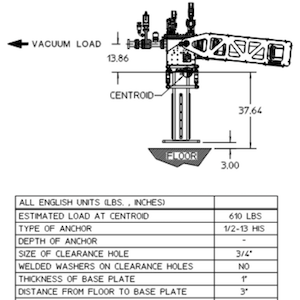 VACUUM LOAD
13.86
CENTROID
37.64
FLOOR
3.00
ALL ENGLISH UNITS (LBS. , INCHES)
ESTIMATED LOAD AT CENTROID 610 LBS
TYPE OF ANCHOR 1/2-13 HIS
DEPTH OF ANCHOR -
SIZE OF CLEARANCE HOLE 3/4"
WELDED WASHERS ON CLEARANCE HOLES NO
THICKNESS OF BASE PLATE 1"
DISTANCE FROM FLOOR TO BASE PLATE 3"